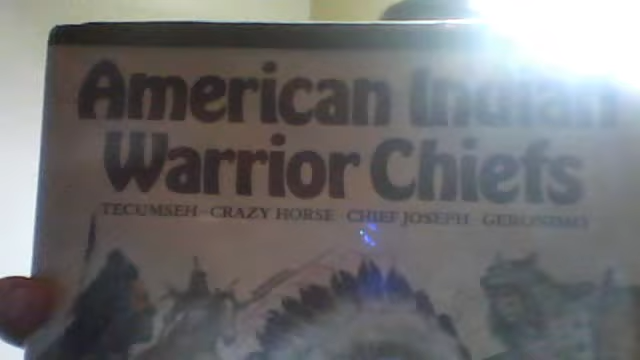 American Indian
Warrior Chiefs
TECUMSEH CRAZY HORSE CHIEF JOSEPH GERONIMO